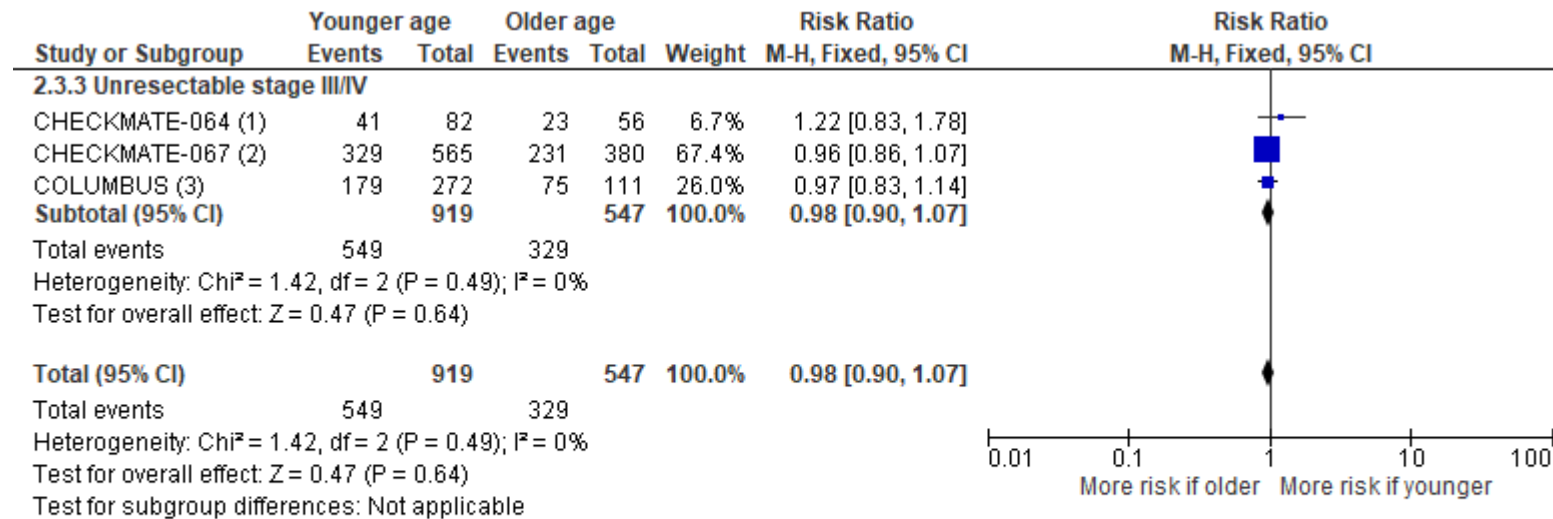 Younger age Older age Risk Ratio Risk Ratio
Study or Subgroup Events Total Events Total Weight M-H, Fixed, 95% CI M-H, Fixed, 95% CI
2.3.3 Unresectable stage III/IV
CHECKMATE-064 (1) 41 82 23 56 6.7% 1.22 [0.83, 1.78]
CHECKMATE-067 (2) 329 565 231 380 67.4% 0.96 [0.86, 1.07]
COLUMBUS (3) 179 272 75 111 26.0% 0.97 [0.83, 1.14]
Subtotal (95% CI) 919 547 100.0% 0.98 [0.90, 1.07]
Total events 549 329
Heterogeneity: Chi² = 1.42, df = 2 (P = 0.49); I² = 0%
Test for overall effect: Z = 0.47 (P = 0.64)
Total (95% CI) 919 547 100.0% 0.98 [0.90, 1.07]
Total events 549 329
Heterogeneity: Chi² = 1.42, df = 2 (P = 0.49); I² = 0%
Test for overall effect: Z = 0.47 (P = 0.64)
Test for subgroup differences: Not applicable
0.01 0.1 1 10 100
More risk if older More risk if younger